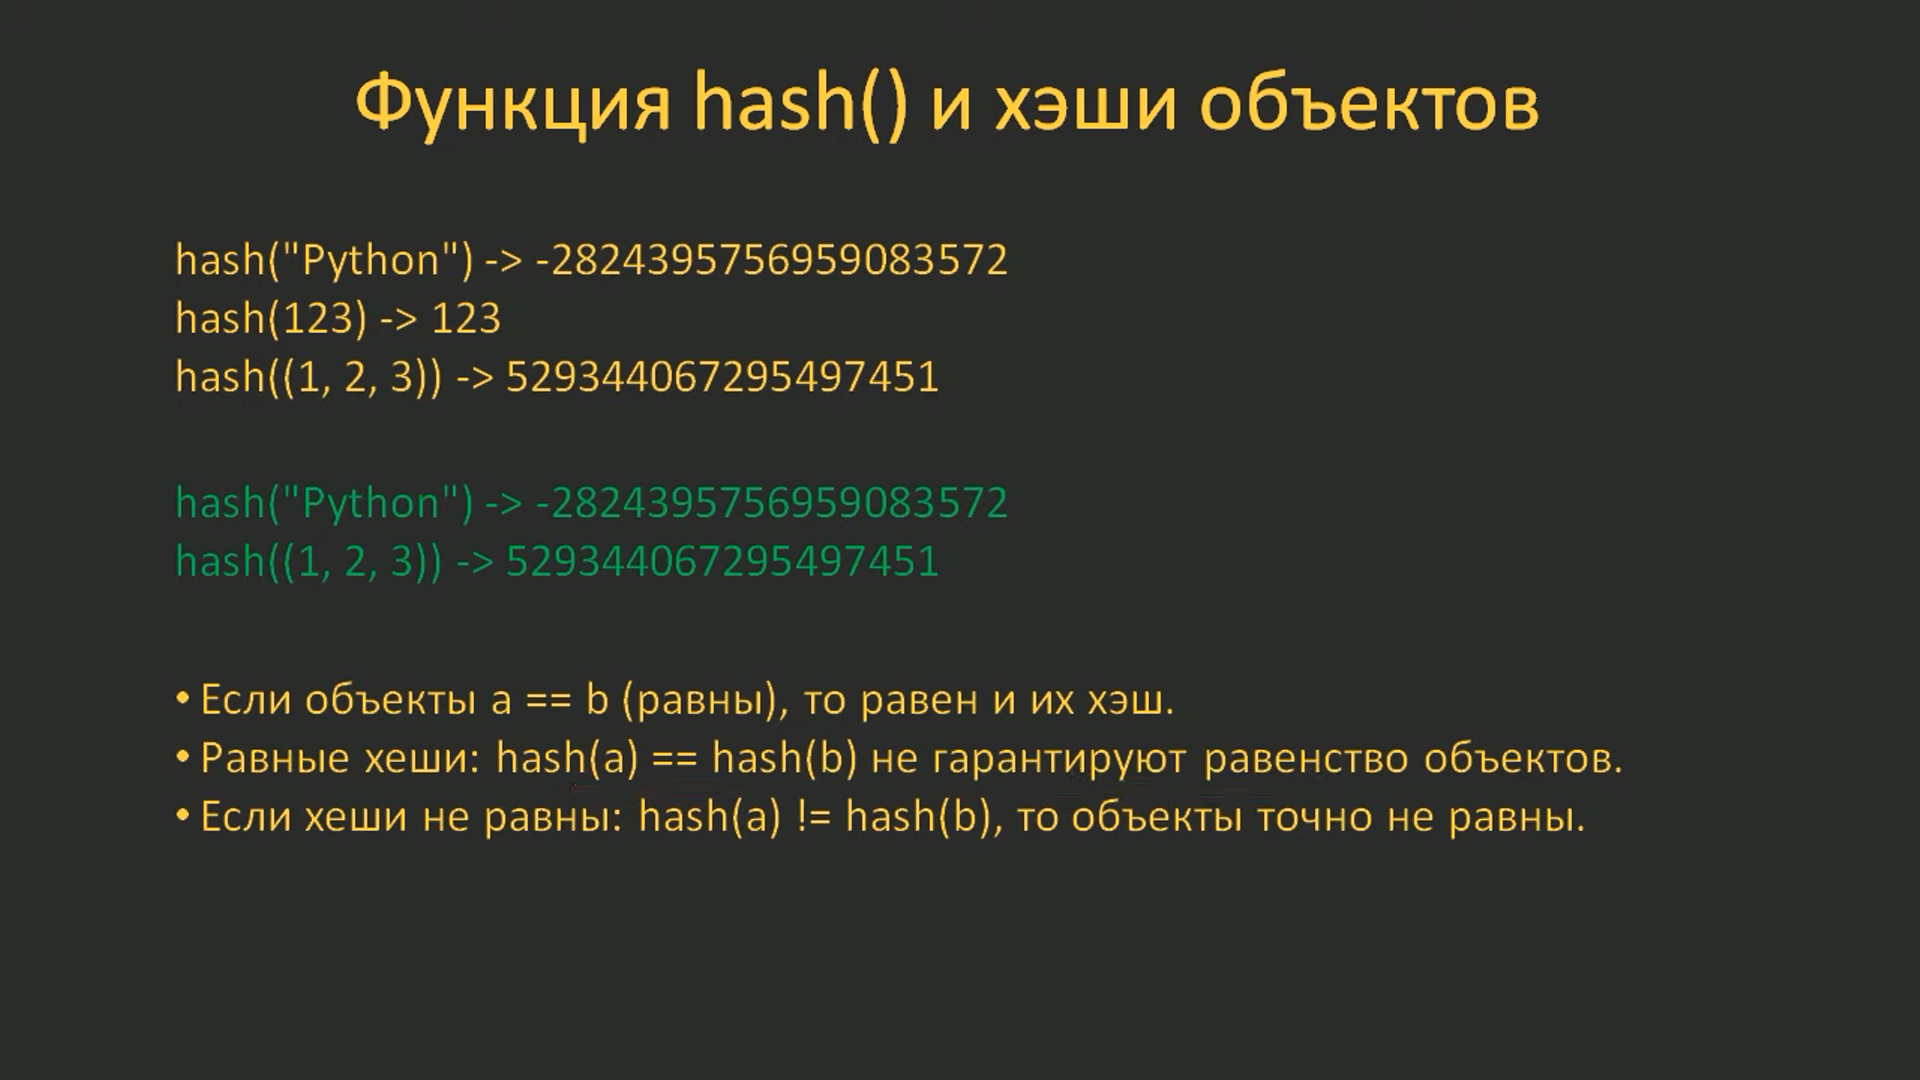 Функция hash() и хэши объектов
hash("Python") -> -2824395756959083572
hash(123) -> 123
hash((1, 2, 3)) -> 529344067295497451
hash("Python") -> -2824395756959083572
hash((1, 2, 3)) -> 529344067295497451
• Если объекты a == b (равны), то равен и их хэш.
• Равные хеши: hash(a) == hash(b) не гарантируют равенство объектов.
• Если хеши не равны: hash(a) != hash(b), то объекты точно не равны.